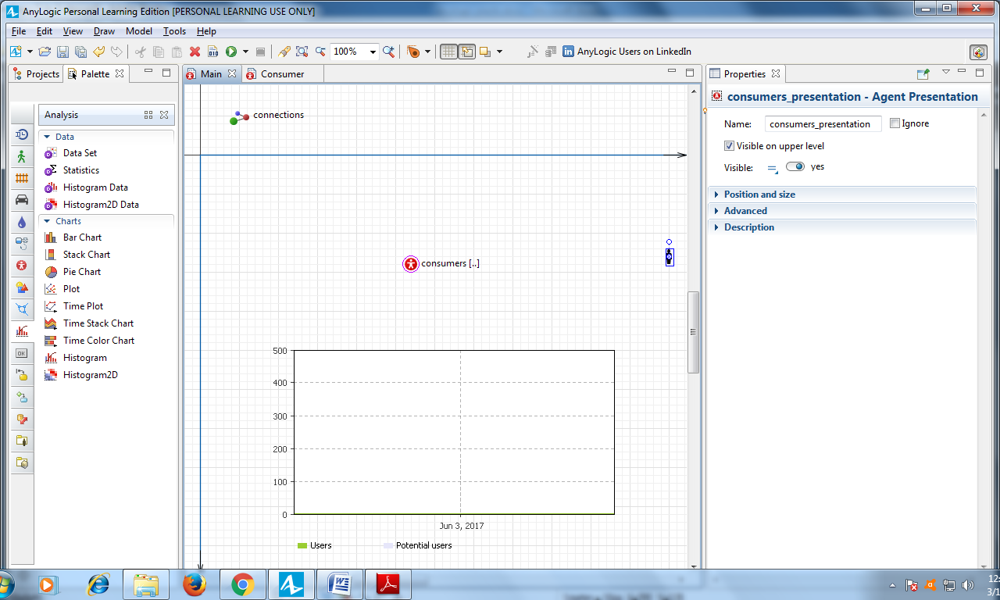 AnyLogic Personal Learning Edition [PERSONAL LEARNING USE ONLY]
File Edit View Draw Model Tools Help
100% AnyLogic Users on LinkedIn
Projects Palette Main Consumer Properties
Analysis
Data
Data Set
Statistics
Histogram Data
Histogram2D Data
Charts
Bar Chart
Stack Chart
Pie Chart
Plot
Time Plot
Time Stack Chart
Time Color Chart
Histogram
Histogram2D
connections
consumers [..]
500
400
300
200
100
0
Jun 3, 2017
Users Potential users
consumers_presentation - Agent Presentation
Name: consumers_presentation Ignore
Visible on upper level
Visible: yes
Position and size
Advanced
Description
12:
3/1